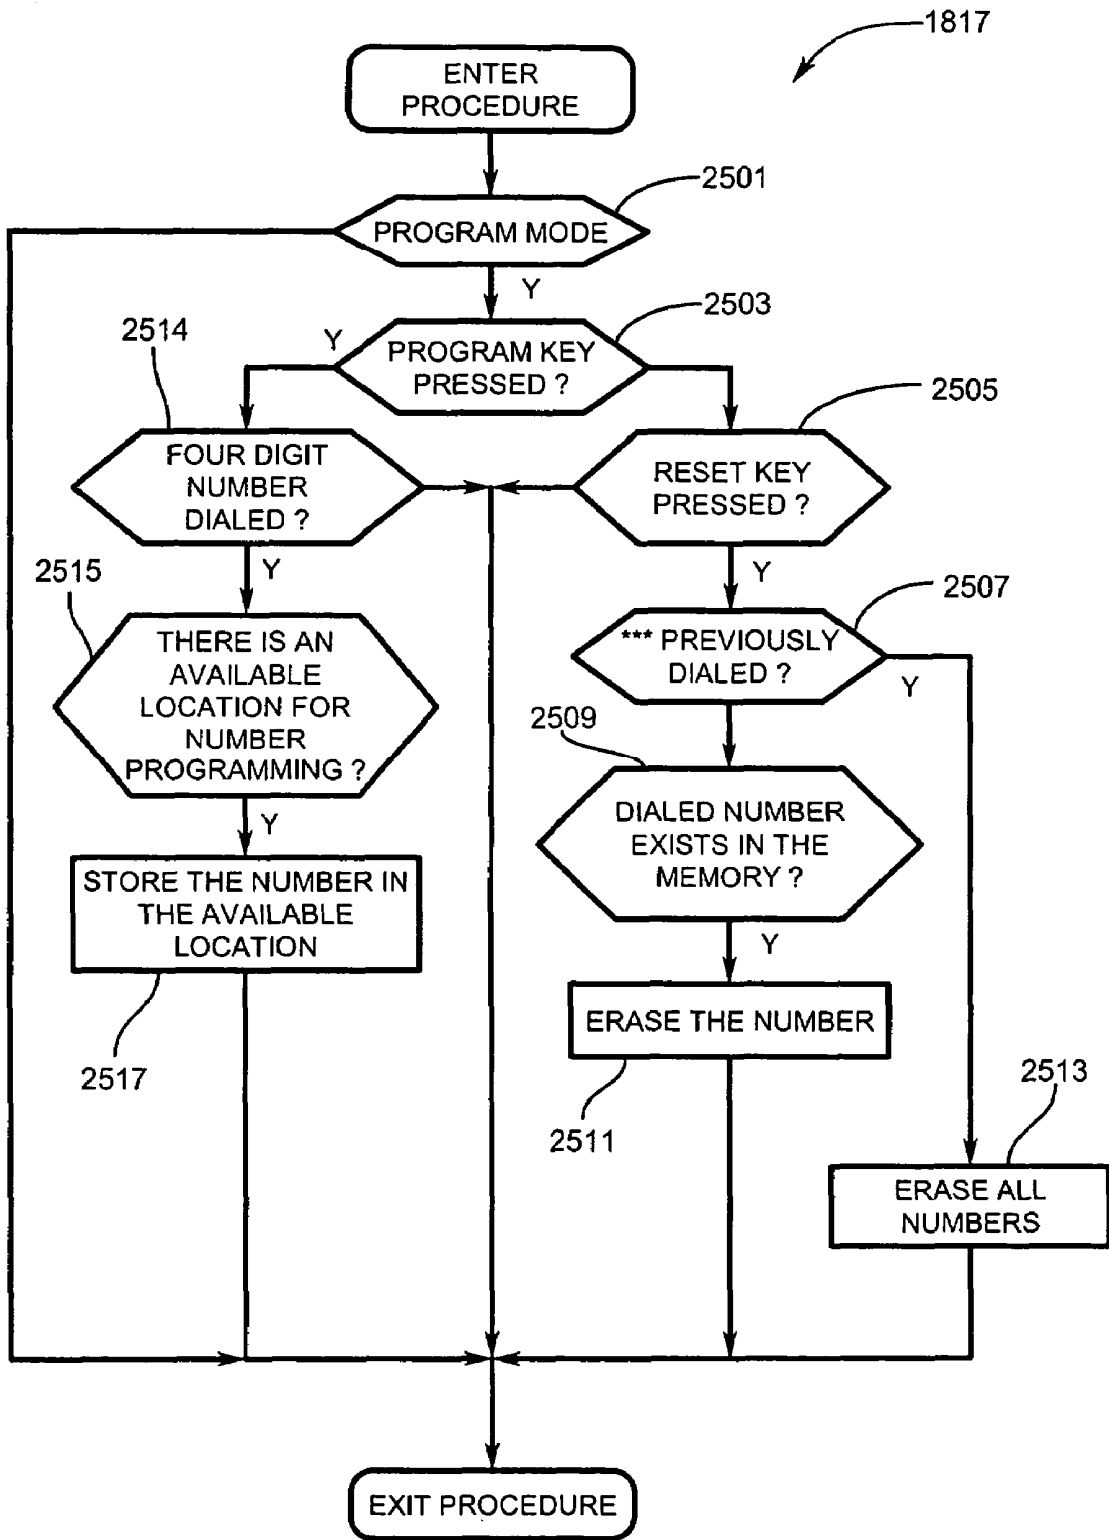 1817
ENTER
PROCEDURE
2501
PROGRAM MODE
Y
2503
2514
Y
PROGRAM KEY
PRESSED ?
2505
FOUR DIGIT
NUMBER
DIALED ?
RESET KEY
PRESSED ?
Y
Y
2515
2507
THERE IS AN
AVAILABLE
LOCATION FOR
NUMBER
PROGRAMMING ?
*** PREVIOUSLY
DIALED ?
Y
2509
DIALED NUMBER
EXISTS IN THE
MEMORY ?
Y
STORE THE NUMBER IN
THE AVAILABLE
LOCATION
Y
ERASE THE NUMBER
2517
2511
2513
ERASE ALL
NUMBERS
EXIT PROCEDURE